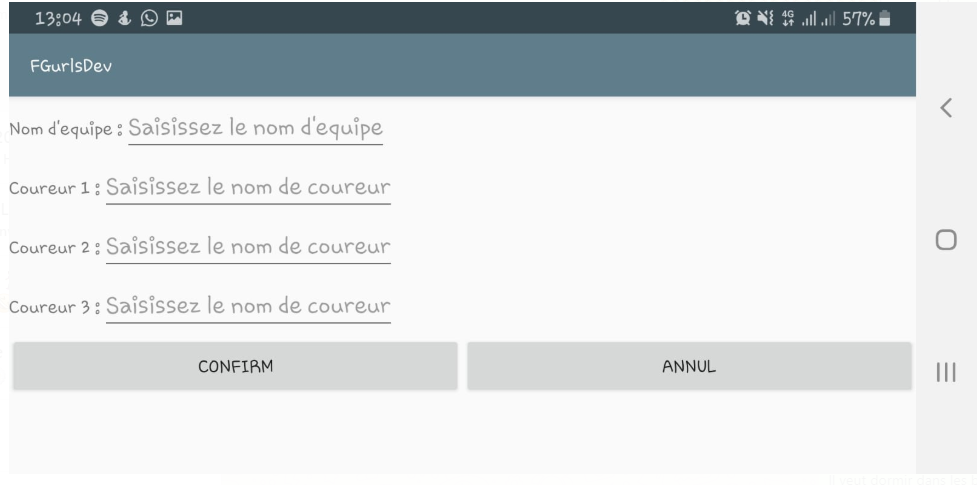 13:04 4G 57%
FGurlsDev
Nom d'equipe : Saisissez le nom d'equipe
Coureur 1 : Saisissez le nom de coureur
Coureur 2 : Saisissez le nom de coureur
Coureur 3 : Saisissez le nom de coureur
CONFIRM ANNUL